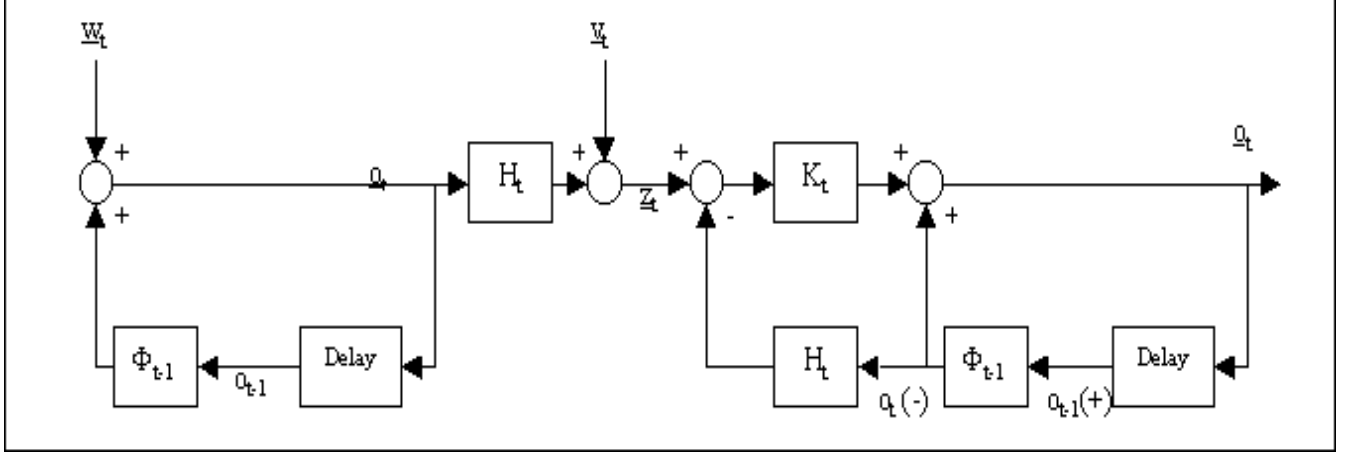 w_t
v_t
o_t
+
+
+
+
o_t
H_t
K_t
z_t
+
-
+
Φ_t-1
Delay
H_t
Φ_t-1
Delay
o_t-1
o_t(-)
o_t-1(+)